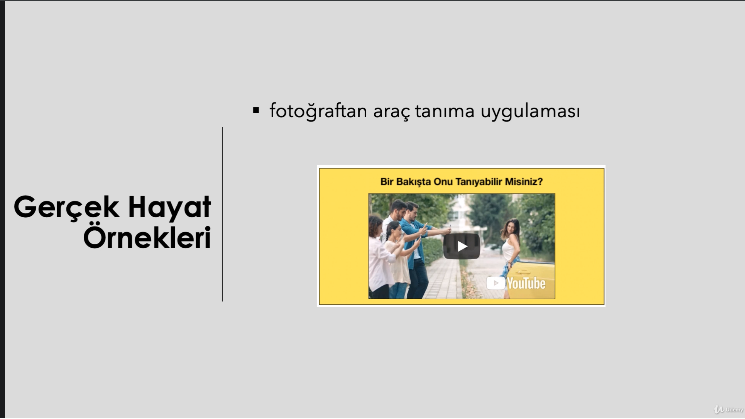 fotoğraftan araç tanıma uygulaması
Gerçek Hayat
Örnekleri
Bir Bakışta Onu Tanıyabilir Misiniz?
YouTube